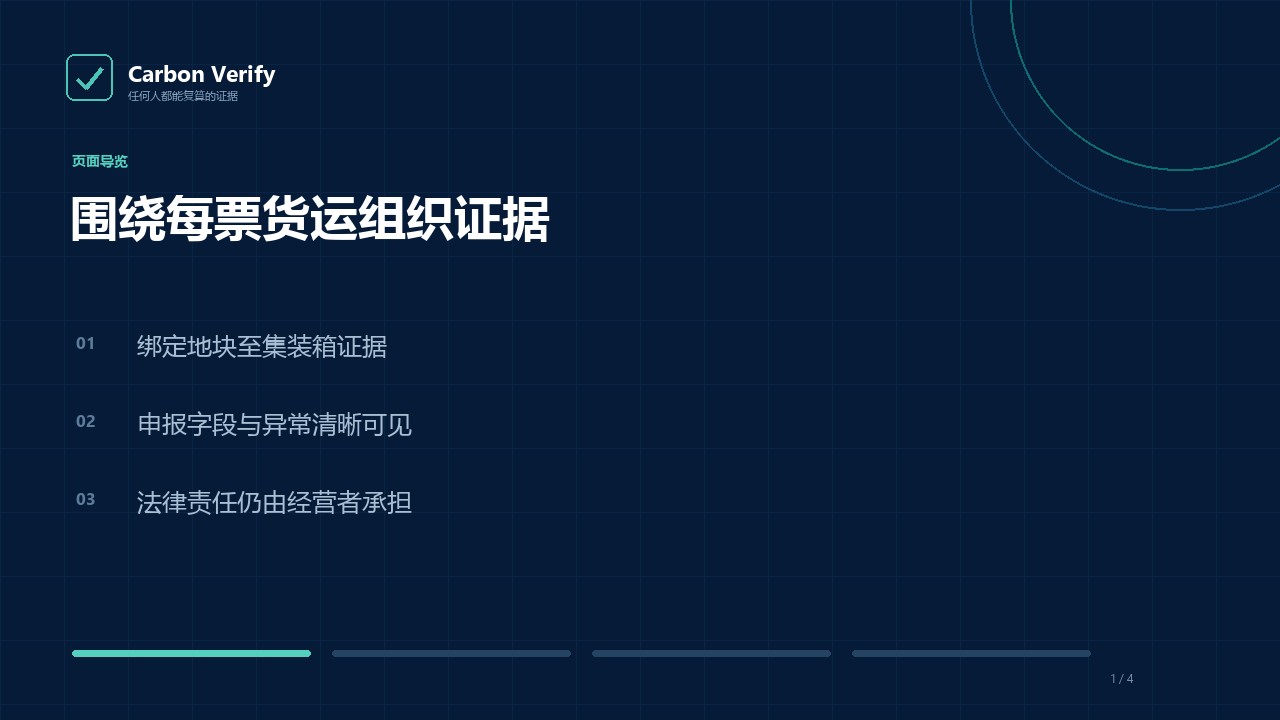 Carbon Verify
任何人都能复算的证据
页面导览
围绕每票货运组织证据
01 绑定地块至集装箱证据
02 申报字段与异常清晰可见
03 法律责任仍由经营者承担
1 / 4